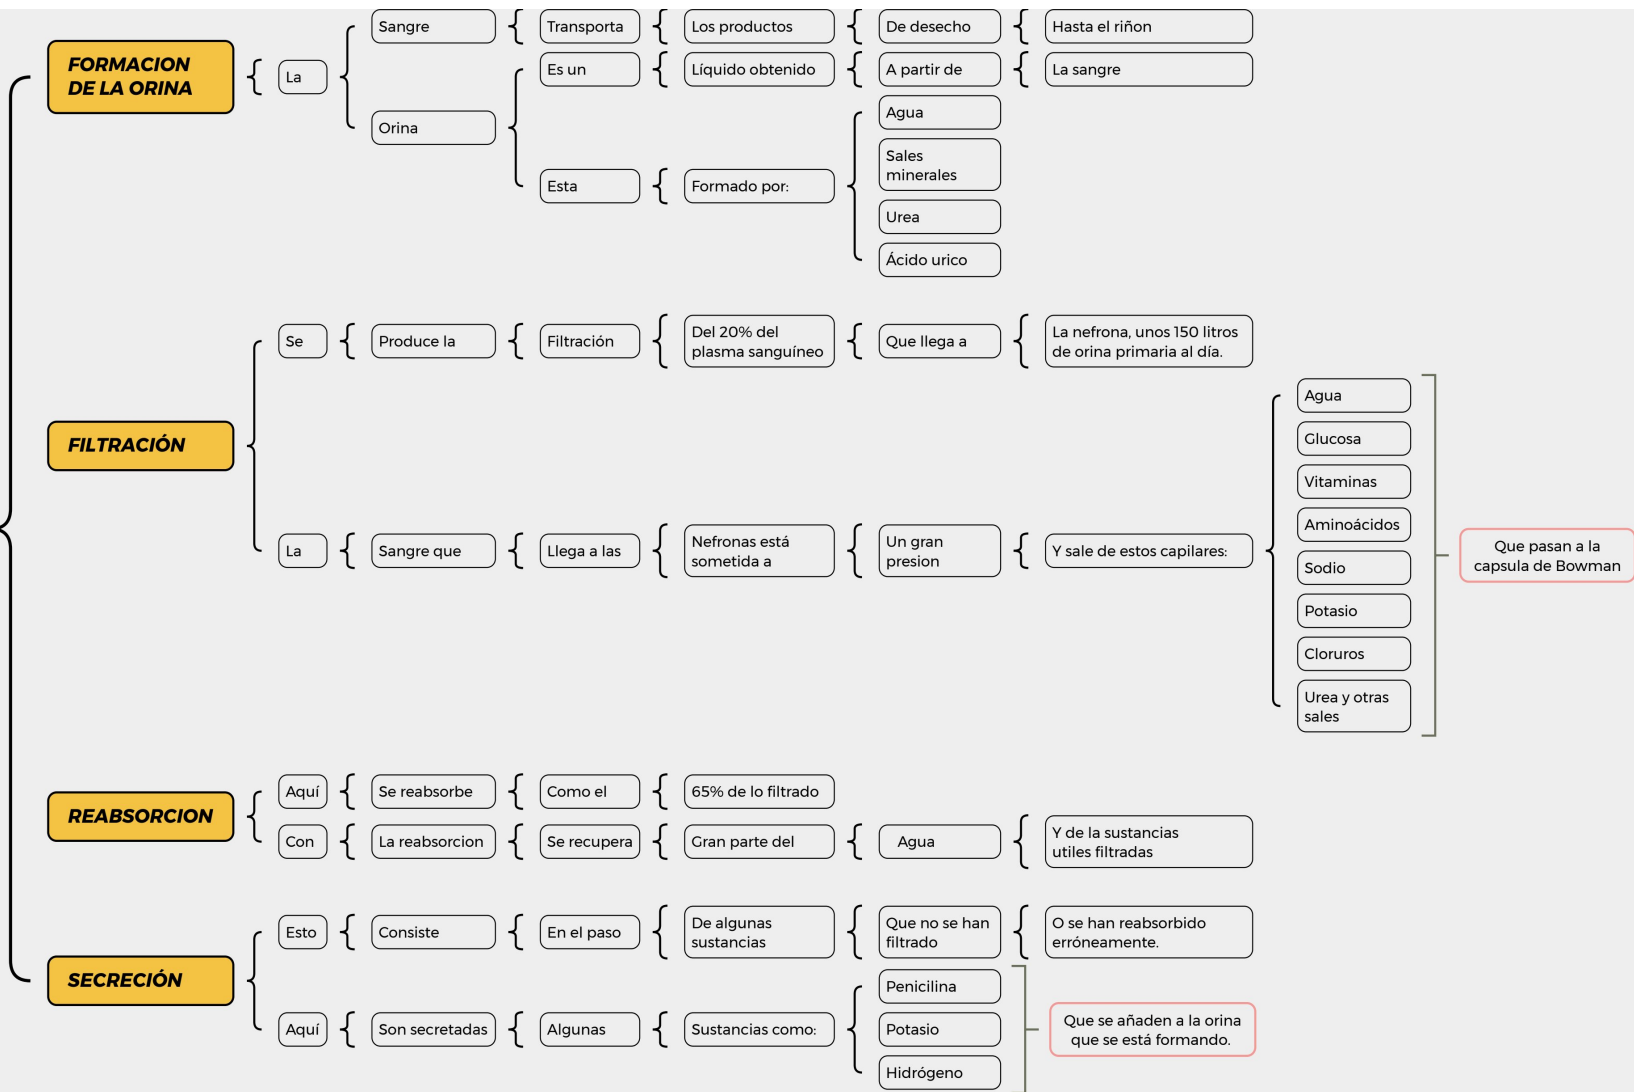 FORMACION
DE LA ORINA
La
Sangre
Transporta
Los productos
De desecho
Hasta el riñon
Orina
Es un
Líquido obtenido
A partir de
La sangre
Esta
Formado por:
Agua
Sales
minerales
Urea
Ácido urico
FILTRACIÓN
Se
Produce la
Filtración
Del 20% del
plasma sanguíneo
Que llega a
La nefrona, unos 150 litros
de orina primaria al día.
La
Sangre que
Llega a las
Nefronas está
sometida a
Un gran
presion
Y sale de estos capilares:
Agua
Glucosa
Vitaminas
Aminoácidos
Sodio
Potasio
Cloruros
Urea y otras
sales
Que pasan a la
capsula de Bowman
REABSORCION
Aquí
Se reabsorbe
Como el
65% de lo filtrado
Con
La reabsorcion
Se recupera
Gran parte del
Agua
Y de la sustancias
utiles filtradas
SECRECIÓN
Esto
Consiste
En el paso
De algunas
sustancias
Que no se han
filtrado
O se han reabsorbido
erróneamente.
Aquí
Son secretadas
Algunas
Sustancias como:
Penicilina
Potasio
Hidrógeno
Que se añaden a la orina
que se está formando.